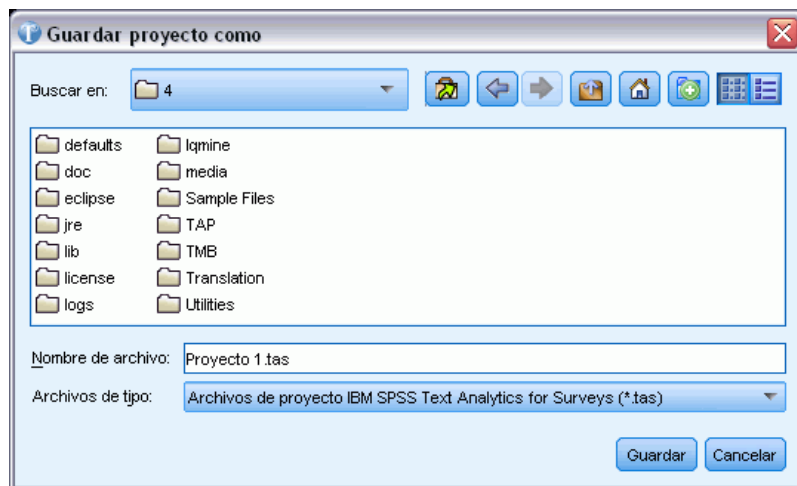 Guardar proyecto como
Buscar en: 4
defaults lqmine
doc media
eclipse Sample Files
jre TAP
lib TMB
license Translation
logs Utilities
Nombre de archivo: Proyecto 1.tas
Archivos de tipo: Archivos de proyecto IBM SPSS Text Analytics for Surveys (*.tas)
Guardar Cancelar